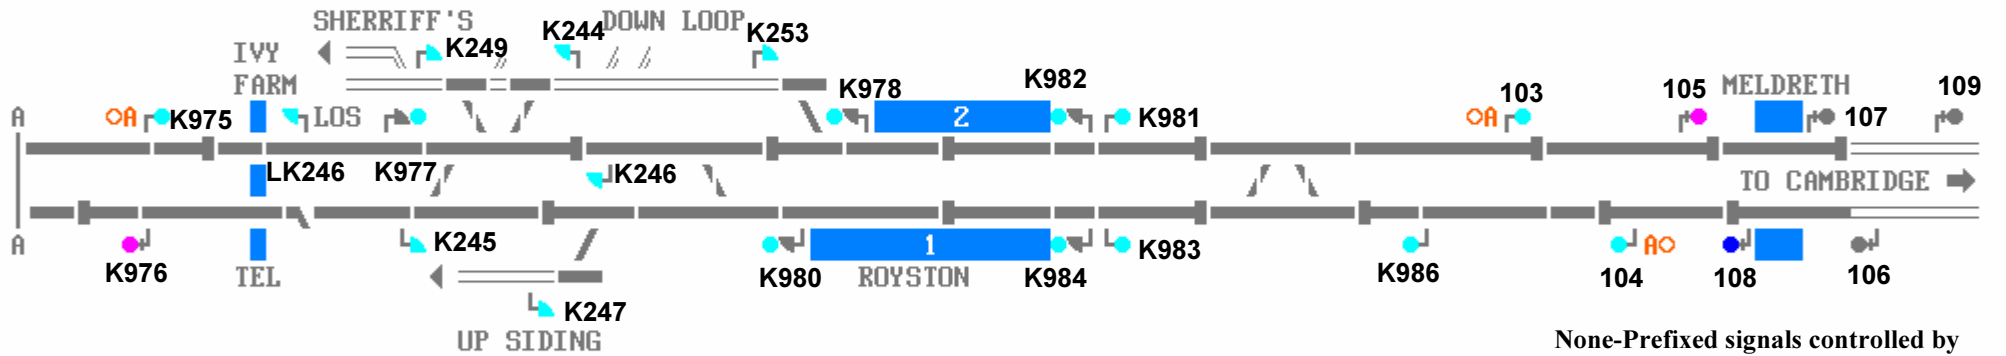 SHERRIFF'S
DOWN LOOP
K244
K253
IVY
K249
FARM
K978
K982
MELDRETH
A
A
K975
LOS
2
K981
A
103
105
107
109
LK246
K977
K246
TO CAMBRIDGE
A
K976
TEL
K245
K980
1
ROYSTON
K984
K983
K986
104
A
108
106
K247
UP SIDING
None-Prefixed signals controlled by